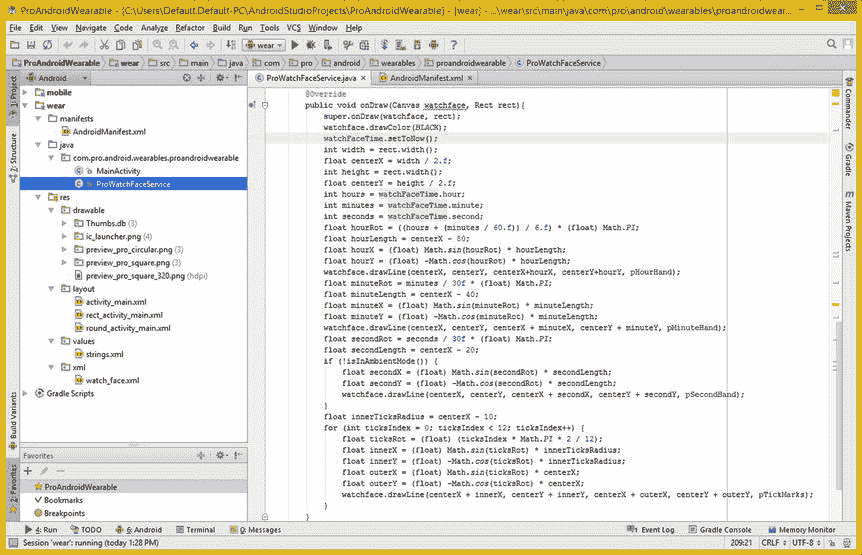 ProAndroidWearable - [C:\Users\Default.Default-PC\AndroidStudioProjects\ProAndroidWearable] - [wear] - ...\wear\src\main\java\com\pro\android\wearables\proandroidwear...
File Edit View Navigate Code Analyze Refactor Build Run Tools VCS Window Help
wear
ProAndroidWearable wear src main java com pro android wearables proandroidwearable ProWatchFaceService
Android
ProWatchFaceService.java AndroidManifest.xml
1: Project
Structure
Build Variants
2: Favorites
mobile
wear
manifests
AndroidManifest.xml
java
com.pro.android.wearables.proandroidwearable
MainActivity
ProWatchFaceService
res
drawable
Thumbs.db (3)
ic_launcher.png (4)
preview_pro_circular.png (3)
preview_pro_square.png (3)
preview_pro_square_320.png (hdpi)
layout
activity_main.xml
rect_activity_main.xml
round_activity_main.xml
values
strings.xml
xml
watch_face.xml
Gradle Scripts
Favorites
ProAndroidWearable
Bookmarks
Breakpoints
@Override
public void onDraw(Canvas watchface, Rect rect){
super.onDraw(watchface, rect);
watchface.drawColor(BLACK);
watchFaceTime.setToNow();
int width = rect.width();
float centerX = width / 2.f;
int height = rect.width();
float centerY = height / 2.f;
int hours = watchFaceTime.hour;
int minutes = watchFaceTime.minute;
int seconds = watchFaceTime.second;
float hourRot = ((hours + (minutes / 60.f)) / 6.f) * (float) Math.PI;
float hourLength = centerX - 80;
float hourX = (float) Math.sin(hourRot) * hourLength;
float hourY = (float) -Math.cos(hourRot) * hourLength;
watchface.drawLine(centerX, centerY, centerX+hourX, centerY+hourY, pHourHand);
float minuteRot = minutes / 30f * (float) Math.PI;
float minuteLength = centerX - 40;
float minuteX = (float) Math.sin(minuteRot) * minuteLength;
float minuteY = (float) -Math.cos(minuteRot) * minuteLength;
watchface.drawLine(centerX, centerY, centerX + minuteX, centerY + minuteY, pMinuteHand);
float secondRot = seconds / 30f * (float) Math.PI;
float secondLength = centerX - 20;
if (!isInAmbientMode()) {
float secondX = (float) Math.sin(secondRot) * secondLength;
float secondY = (float) -Math.cos(secondRot) * secondLength;
watchface.drawLine(centerX, centerY, centerX + secondX, centerY + secondY, pSecondHand);
}
float innerTicksRadius = centerX - 10;
for (int ticksIndex = 0; ticksIndex < 12; ticksIndex++) {
float ticksRot = (float) (ticksIndex * Math.PI * 2 / 12);
float innerX = (float) Math.sin(ticksRot) * innerTicksRadius;
float innerY = (float) -Math.cos(ticksRot) * innerTicksRadius;
float outerX = (float) Math.sin(ticksRot) * centerX;
float outerY = (float) -Math.cos(ticksRot) * centerX;
watchface.drawLine(centerX + innerX, centerY + innerY, centerX + outerX, centerY + outerY, pTickMarks);
}
}
Commander
Gradle
Maven Projects
4: Run TODO 6: Android Terminal 0: Messages Event Log Gradle Console Memory Monitor
Session 'wear': running (today 1:28 PM) 209:21 CRLF UTF-8